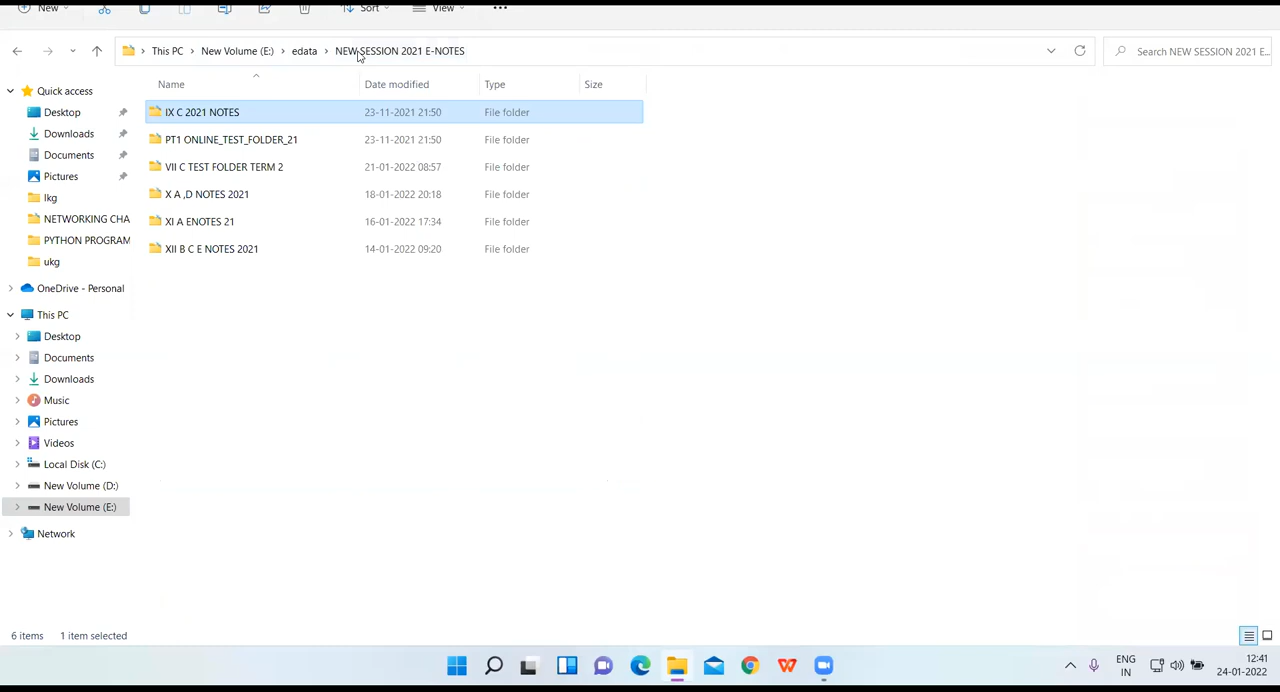 New Sort View •••
This PC > New Volume (E:) > edata > NEW SESSION 2021 E-NOTES
Search NEW SESSION 2021 E...
Name Date modified Type Size
Quick access
Desktop
Downloads
Documents
Pictures
lkg
NETWORKING CHA
PYTHON PROGRAM
ukg
OneDrive - Personal
This PC
Desktop
Documents
Downloads
Music
Pictures
Videos
Local Disk (C:)
New Volume (D:)
New Volume (E:)
Network
IX C 2021 NOTES 23-11-2021 21:50 File folder
PT1 ONLINE_TEST_FOLDER_21 23-11-2021 21:50 File folder
VII C TEST FOLDER TERM 2 21-01-2022 08:57 File folder
X A ,D NOTES 2021 18-01-2022 20:18 File folder
XI A ENOTES 21 16-01-2022 17:34 File folder
XII B C E NOTES 2021 14-01-2022 09:20 File folder
6 items 1 item selected
ENG
IN
12:41
24-01-2022